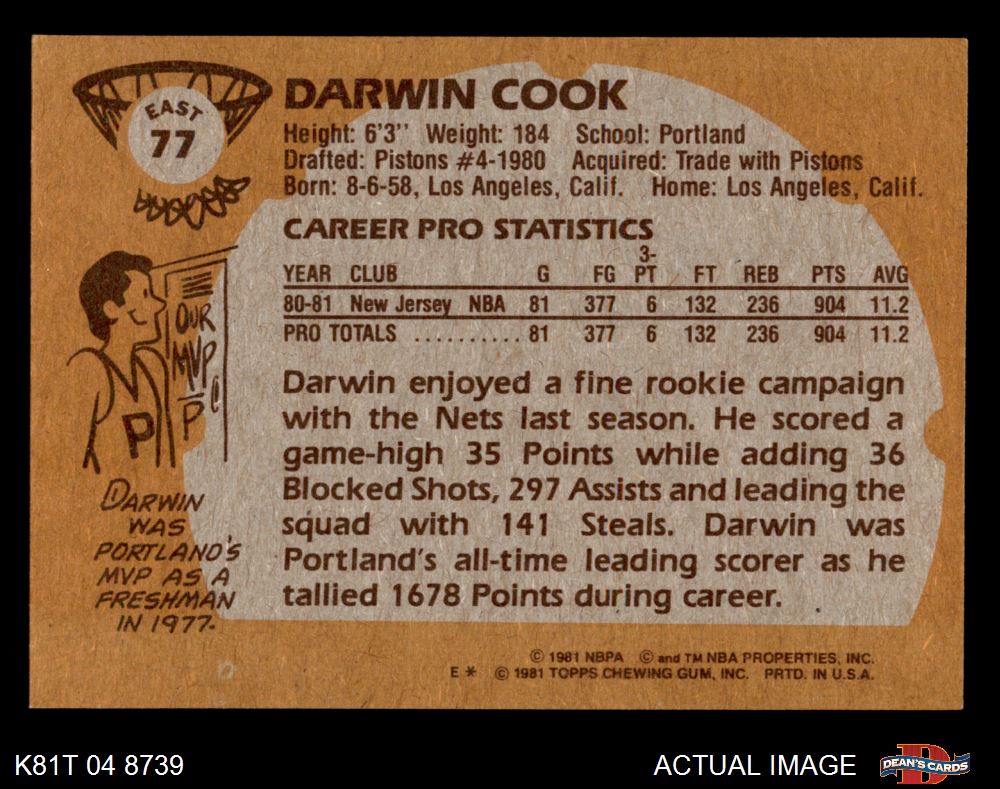 EAST
77
DARWIN COOK
Height: 6'3" Weight: 184 School: Portland
Drafted: Pistons #4-1980 Acquired: Trade with Pistons
Born: 8-6-58, Los Angeles, Calif. Home: Los Angeles, Calif.
CAREER PRO STATISTICS
YEAR CLUB G FG 3-PT FT REB PTS AVG
80-81 New Jersey NBA 81 377 6 132 236 904 11.2
PRO TOTALS .......... 81 377 6 132 236 904 11.2
Darwin enjoyed a fine rookie campaign
with the Nets last season. He scored a
game-high 35 Points while adding 36
Blocked Shots, 297 Assists and leading the
squad with 141 Steals. Darwin was
Portland's all-time leading scorer as he
tallied 1678 Points during career.
OUR
MVP
P
P
DARWIN
WAS
PORTLAND'S
MVP AS A
FRESHMAN
IN 1977.
© 1981 NBPA © and TM NBA PROPERTIES, INC.
E * © 1981 TOPPS CHEWING GUM, INC. PRTD. IN U.S.A.
K81T 04 8739
ACTUAL IMAGE
D
DEAN'S CARDS